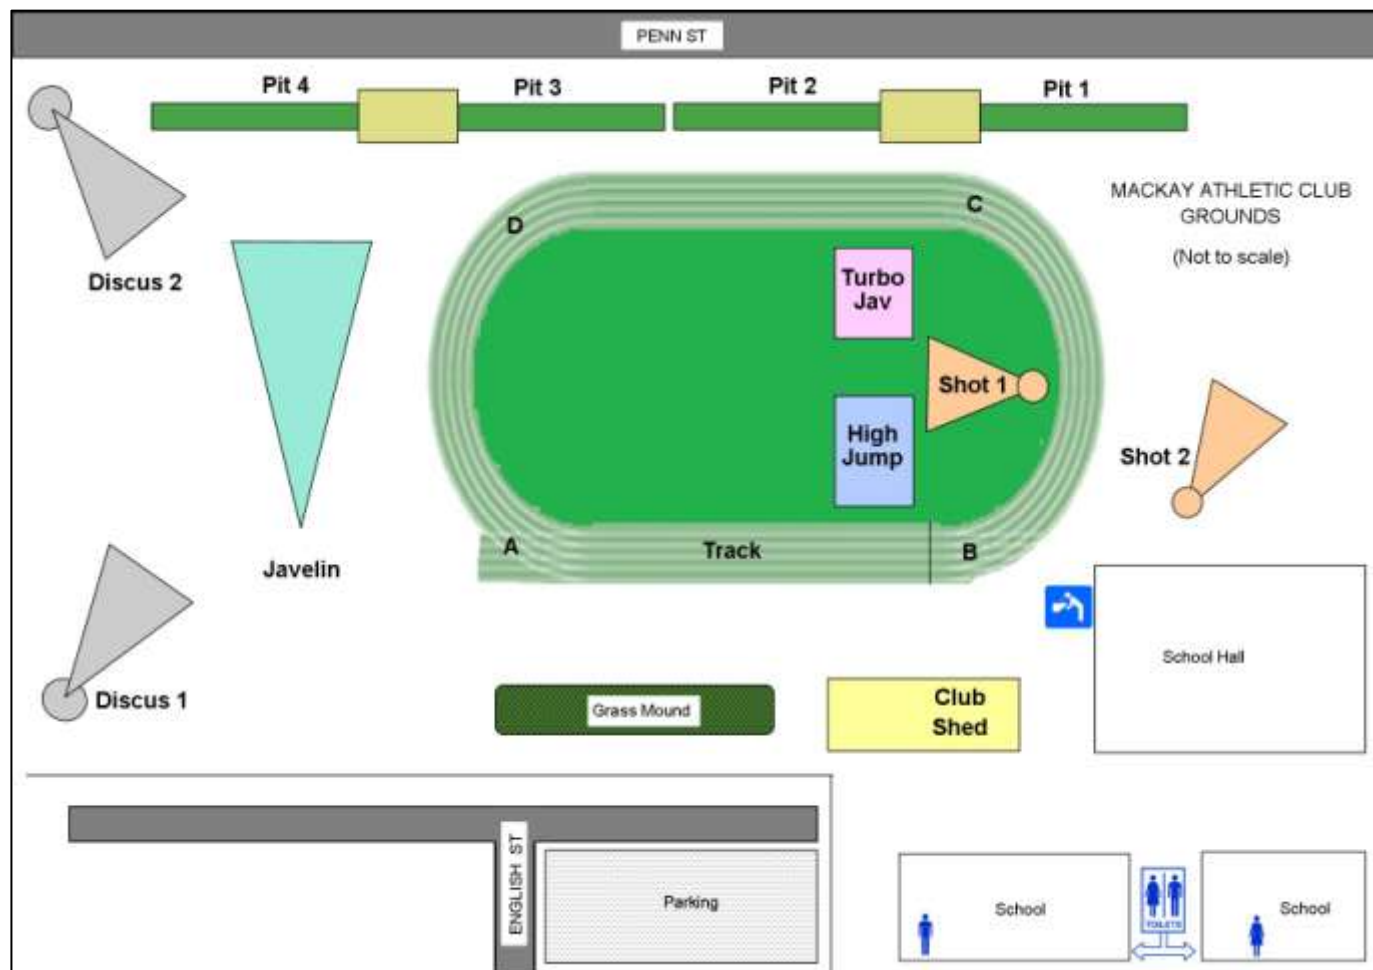 PENN ST
Pit 4
Pit 3
Pit 2
Pit 1
MACKAY ATHLETIC CLUB
GROUNDS
(Not to scale)
C
D
Discus 2
Turbo
Jav
Shot 1
High
Jump
Shot 2
A
Track
B
Javelin
School Hall
Discus 1
Grass Mound
Club
Shed
ENGLISH ST
Parking
School
TOILETS
School